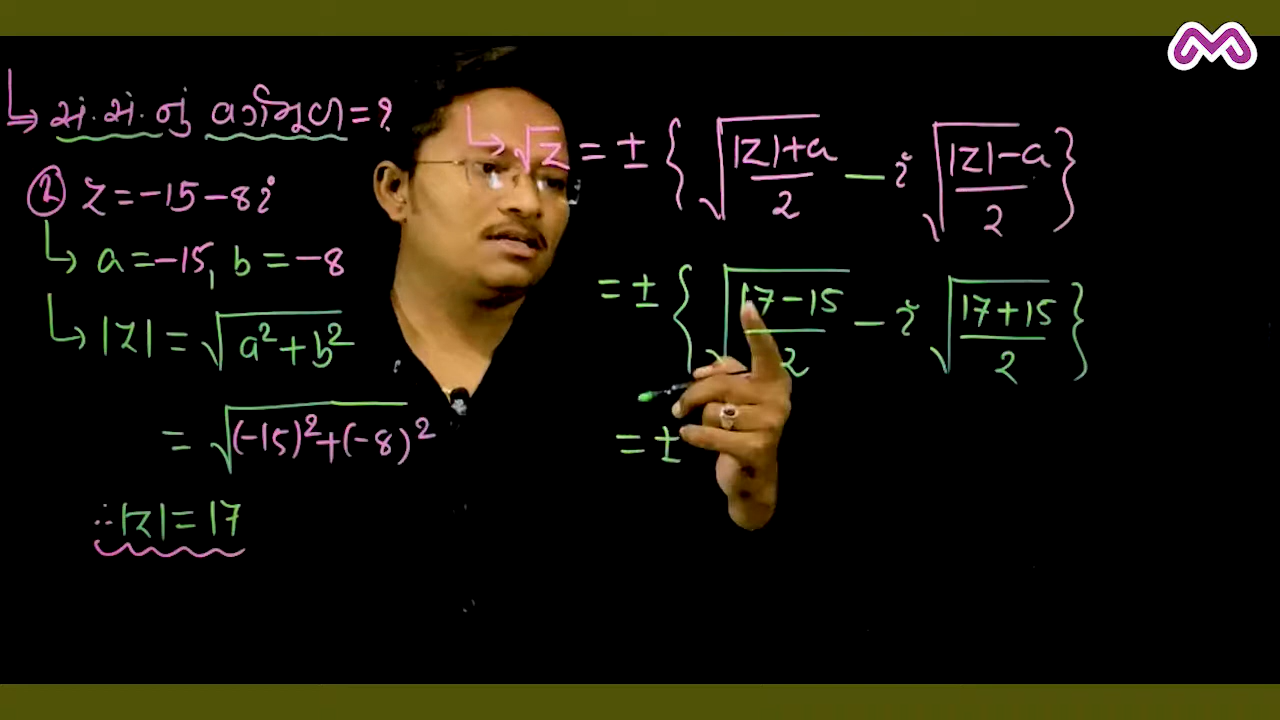 ↳ સં.સં.નું વર્ગમૂળ = ?
② z = -15 - 8i
↳ a = -15, b = -8
↳ |z| = √(a² + b²)
= √((-15)² + (-8)²)
∴ |z| = 17
↳ √z = ± { √((|z|+a)/2) - i √((|z|-a)/2) }
= ± { √((17-15)/2) - i √((17+15)/2) }
= ±